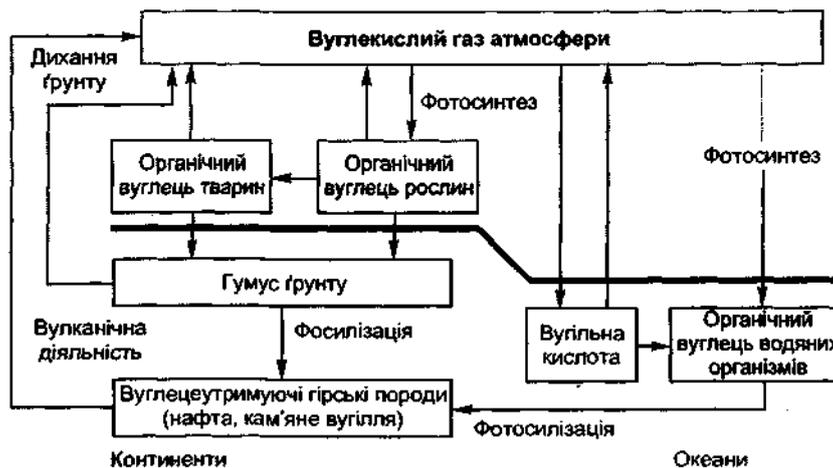 Вуглекислий газ атмосфери
Дихання
ґрунту
Фотосинтез
Фотосинтез
Органічний
вуглець тварин
Органічний
вуглець рослин
Гумус ґрунту
Вулканічна
діяльність
Фосилізація
Вугільна
кислота
Органічний
вуглець водяних
організмів
Вуглецеутримуючі гірські породи
(нафта, кам'яне вугілля)
Фотосилізація
Континенти
Океани